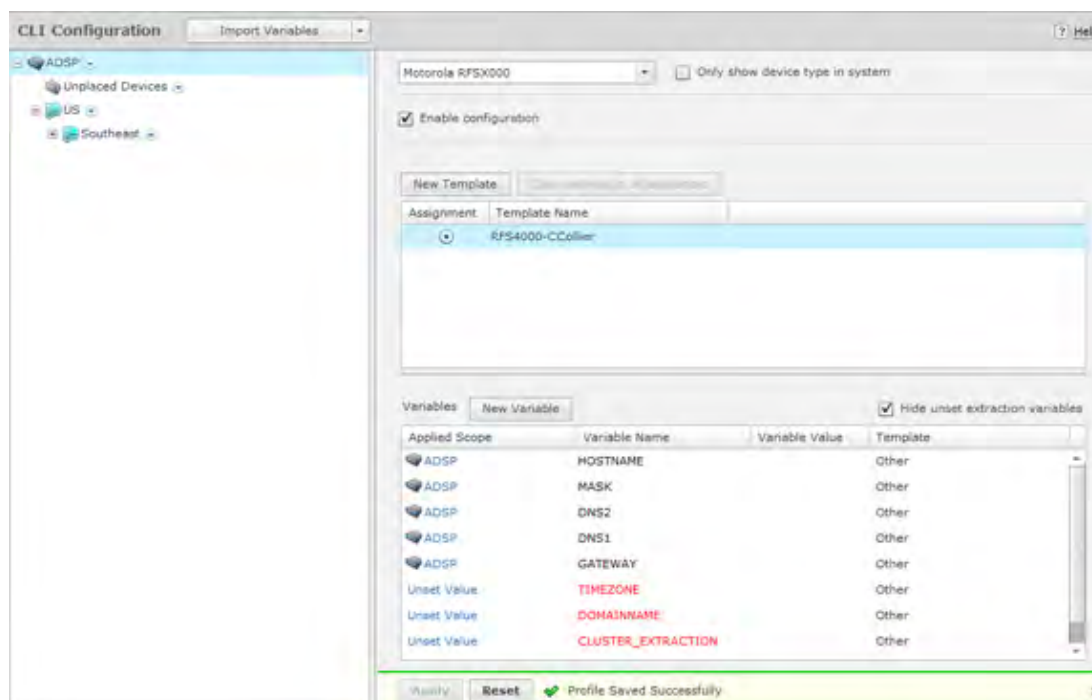 CLI Configuration
Import Variables
Hel
ADSP
Unplaced Devices
US
Southeast
Motorola RFSX000
Only show device type in system
Enable configuration
New Template
Assignment Template Name
RFS4000-CCollier
Variables New Variable
Hide unset extraction variables
Applied Scope Variable Name Variable Value Template
ADSP HOSTNAME Other
ADSP MASK Other
ADSP DNS2 Other
ADSP DNS1 Other
ADSP GATEWAY Other
Unset Value TIMEZONE Other
Unset Value DOMAINNAME Other
Unset Value CLUSTER_EXTRACTION Other
Apply Reset Profile Saved Successfully